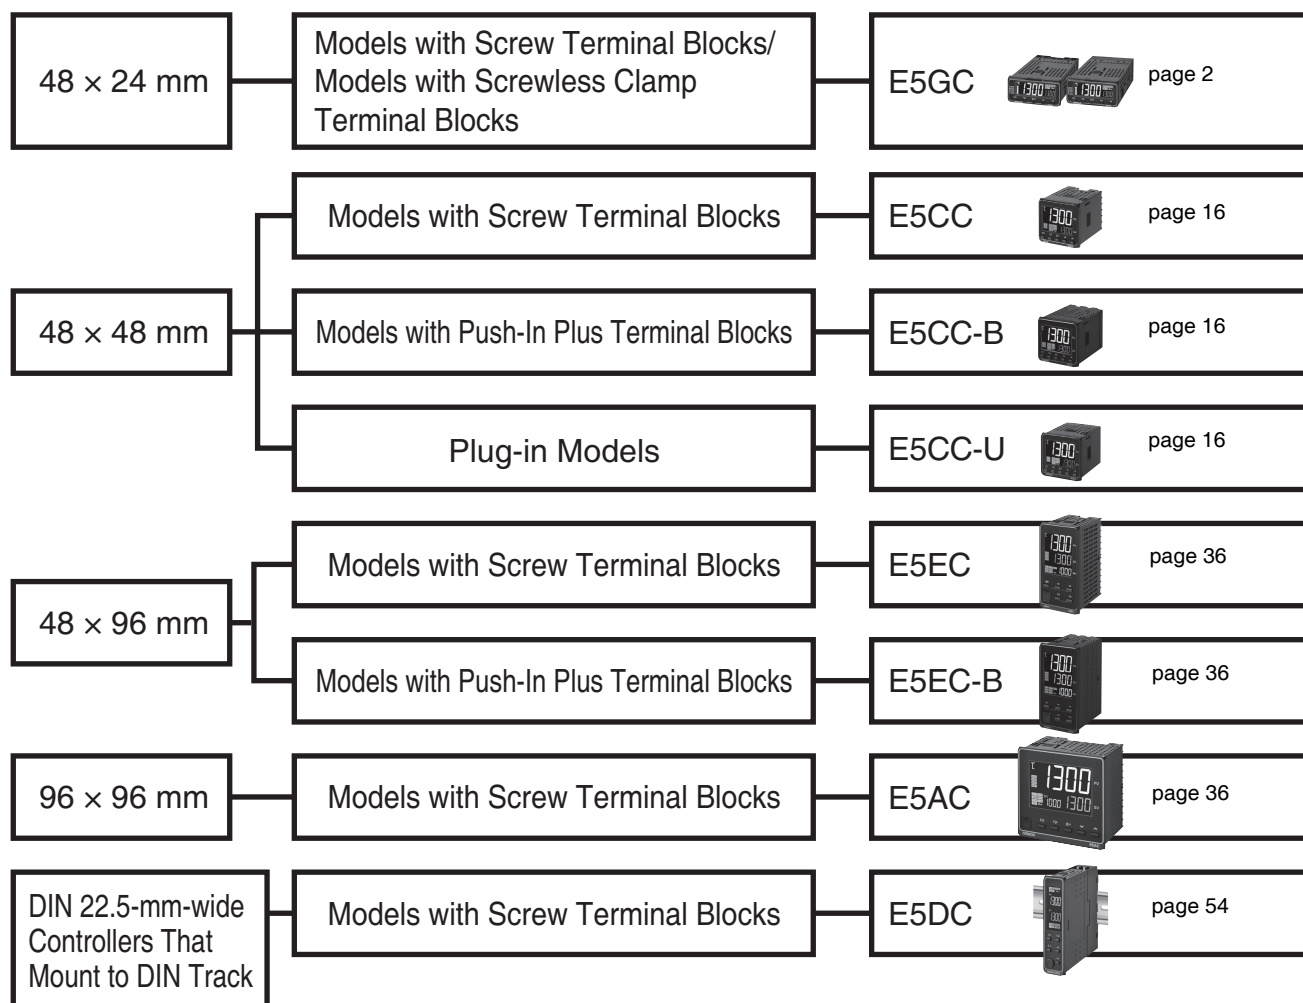 48 × 24 mm
Models with Screw Terminal Blocks/
Models with Screwless Clamp
Terminal Blocks
E5GC
page 2
Models with Screw Terminal Blocks
E5CC
page 16
48 × 48 mm
Models with Push-In Plus Terminal Blocks
E5CC-B
page 16
Plug-in Models
E5CC-U
page 16
48 × 96 mm
Models with Screw Terminal Blocks
E5EC
page 36
Models with Push-In Plus Terminal Blocks
E5EC-B
page 36
96 × 96 mm
Models with Screw Terminal Blocks
E5AC
1300
1300
page 36
DIN 22.5-mm-wide
Controllers That
Mount to DIN Track
Models with Screw Terminal Blocks
E5DC
page 54